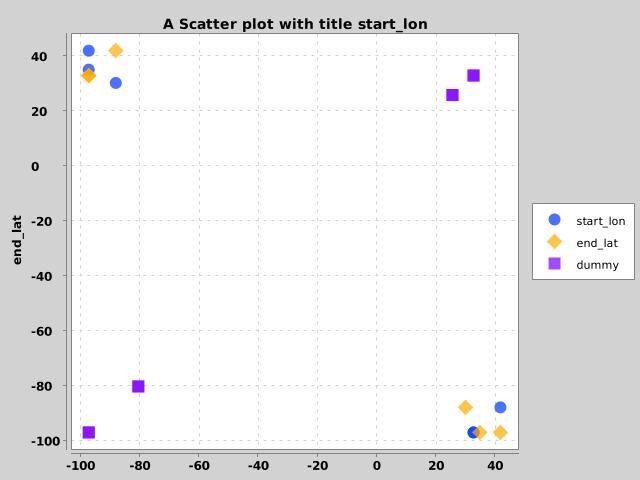 A Scatter plot with title start_lon
40
20
0
-20
-40
-60
-80
-100
end_lat
-100 -80 -60 -40 -20 0 20 40
start_lon
end_lat
dummy